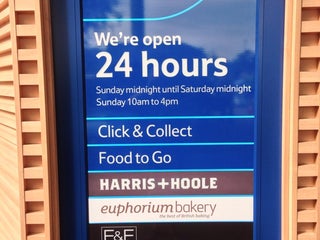 We're open
24 hours
Sunday midnight until Saturday midnight
Sunday 10am to 4pm
Click & Collect
Food to Go
HARRIS+HOOLE
euphorium bakery
the best of British baking
F&F